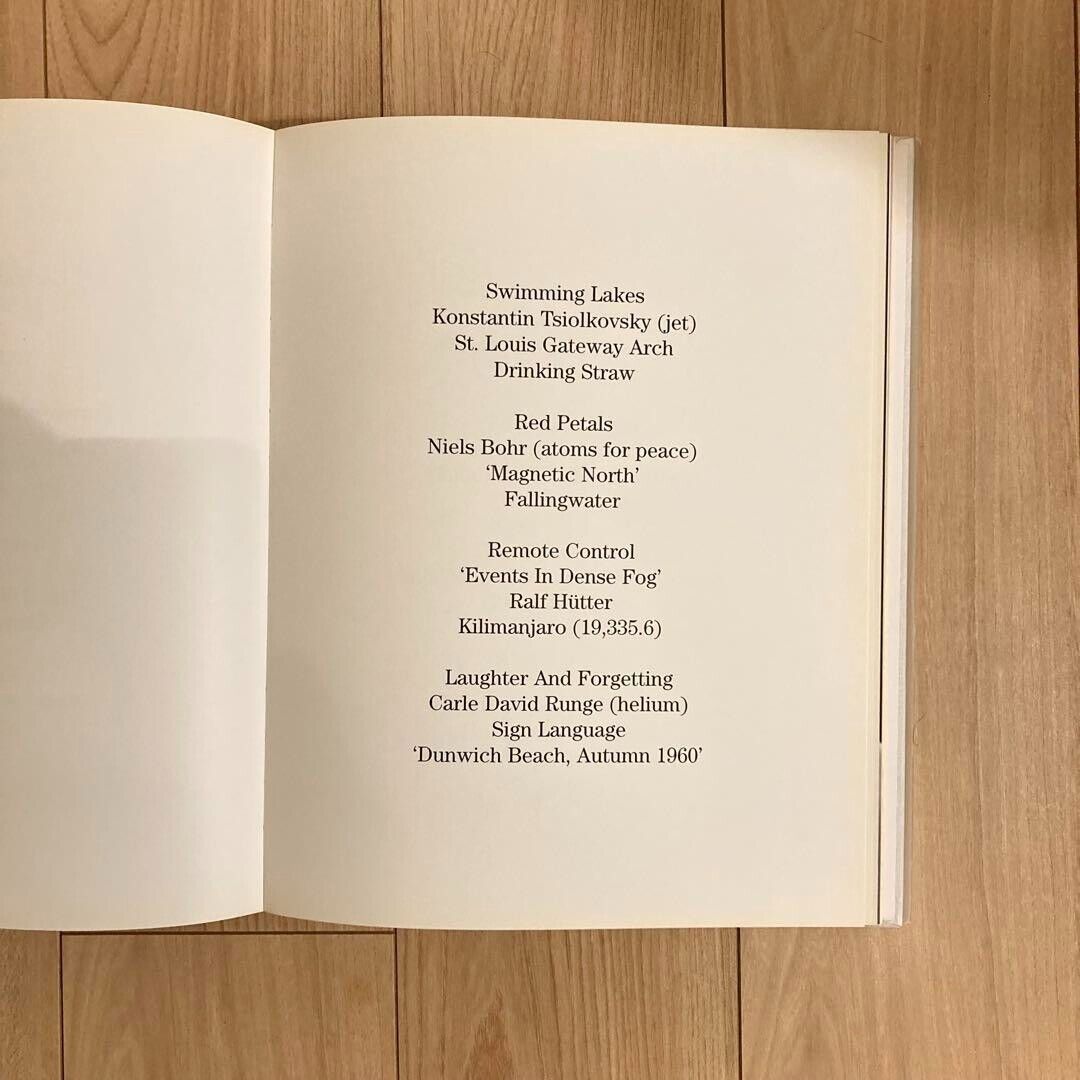 Swimming Lakes
Konstantin Tsiolkovsky (jet)
St. Louis Gateway Arch
Drinking Straw
Red Petals
Niels Bohr (atoms for peace)
‘Magnetic North’
Fallingwater
Remote Control
‘Events In Dense Fog’
Ralf Hütter
Kilimanjaro (19,335.6)
Laughter And Forgetting
Carle David Runge (helium)
Sign Language
‘Dunwich Beach, Autumn 1960’